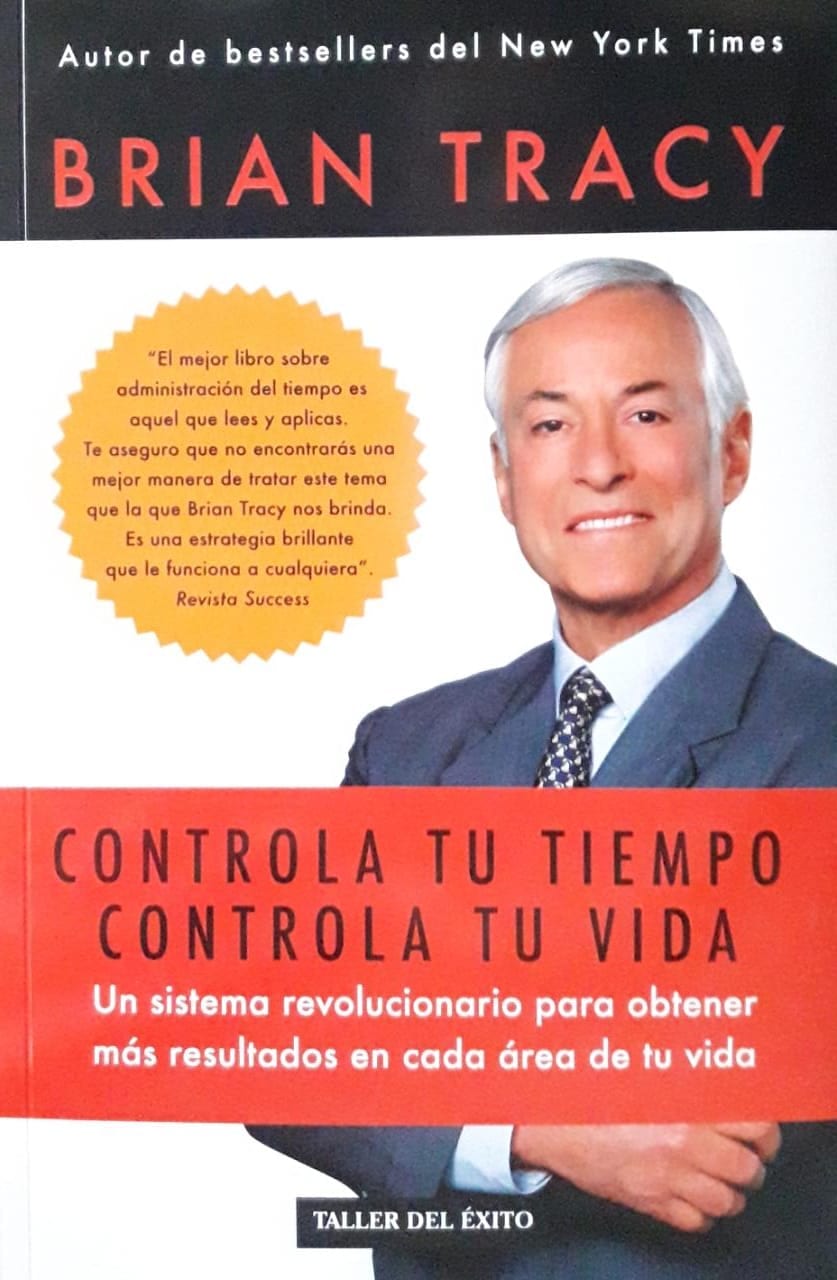 Autor de bestsellers del New York Times
BRIAN TRACY
“El mejor libro sobre
administración del tiempo es
aquel que lees y aplicas.
Te aseguro que no encontrarás una
mejor manera de tratar este tema
que la que Brian Tracy nos brinda.
Es una estrategia brillante
que le funciona a cualquiera”.
Revista Success
CONTROLA TU TIEMPO
CONTROLA TU VIDA
Un sistema revolucionario para obtener
más resultados en cada área de tu vida
TALLER DEL ÉXITO